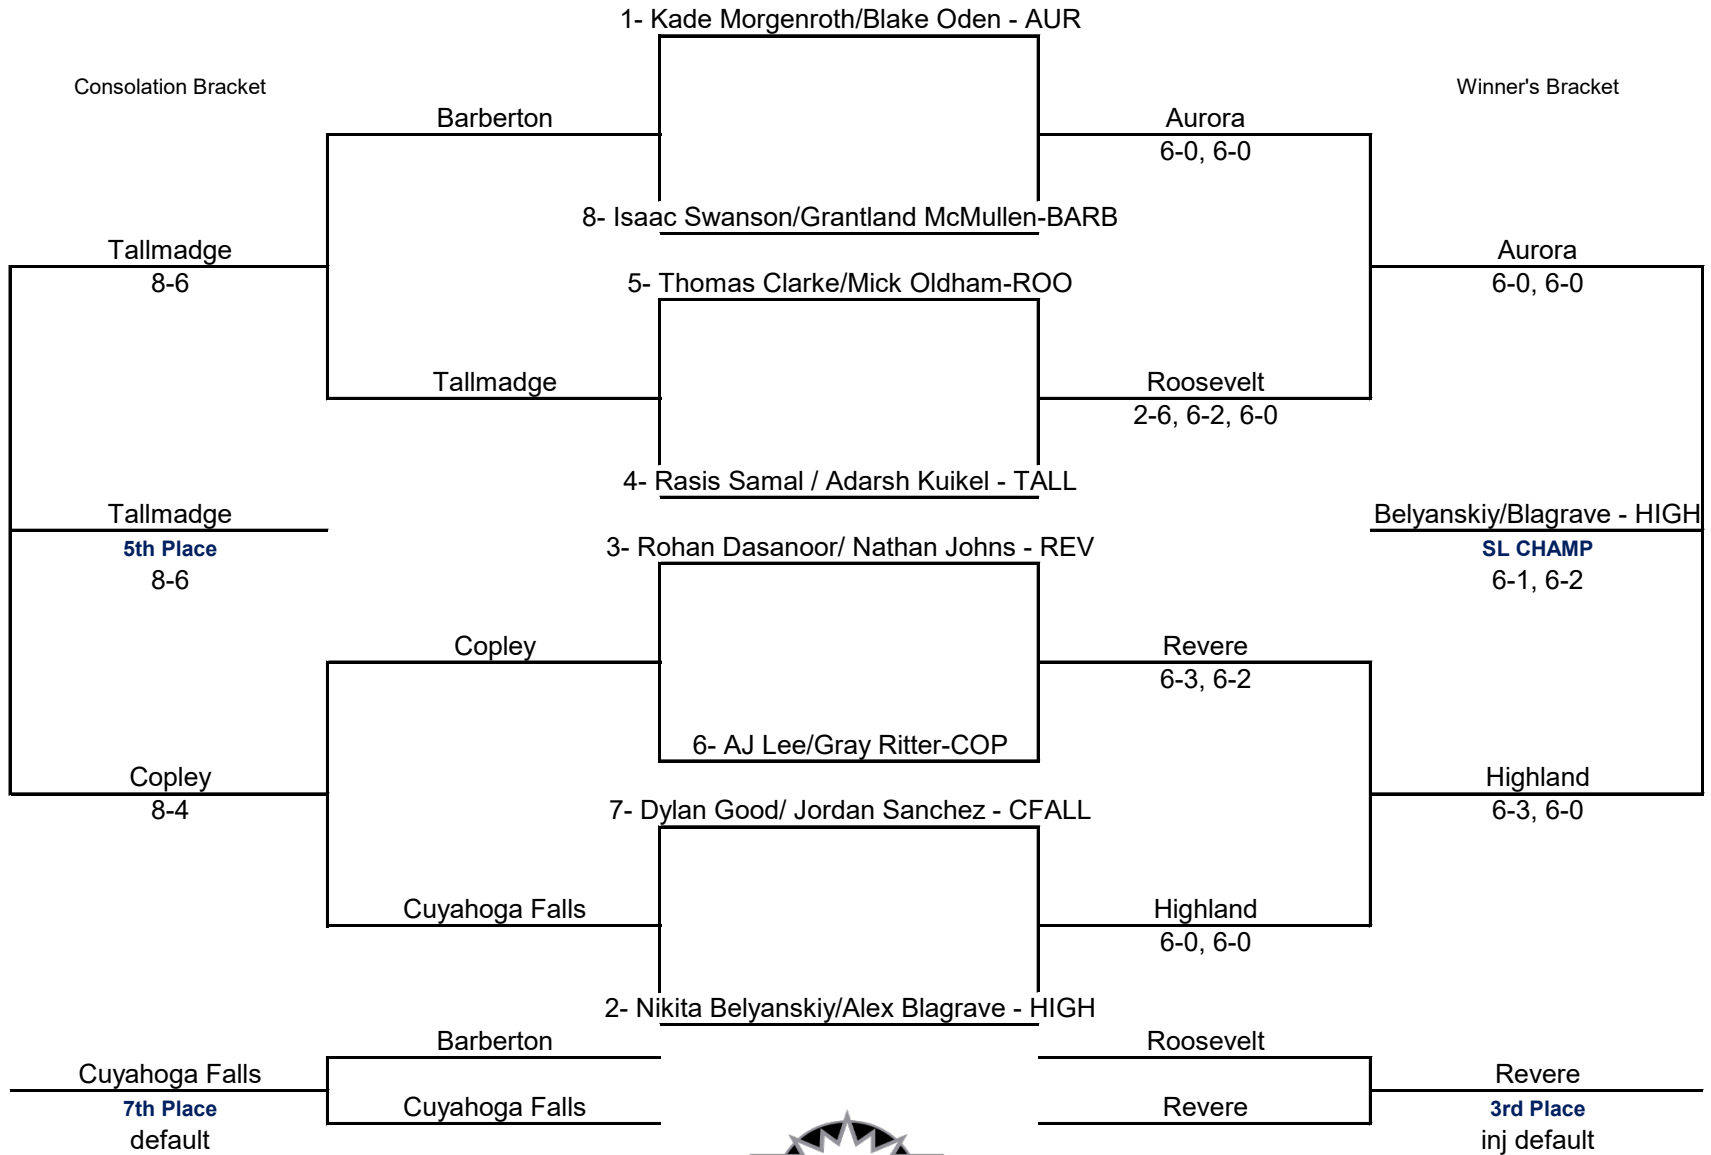 1- Kade Morgenroth/Blake Oden - AUR
Consolation Bracket
Winner's Bracket
Barberton
Aurora
6-0, 6-0
8- Isaac Swanson/Grantland McMullen-BARB
Tallmadge
8-6
Aurora
6-0, 6-0
5- Thomas Clarke/Mick Oldham-ROO
Tallmadge
Roosevelt
2-6, 6-2, 6-0
4- Rasis Samal / Adarsh Kuikel - TALL
Tallmadge
5th Place
8-6
Belyanskiy/Blagrave - HIGH
SL CHAMP
6-1, 6-2
3- Rohan Dasanoor/ Nathan Johns - REV
Copley
Revere
6-3, 6-2
6- AJ Lee/Gray Ritter-COP
Copley
8-4
Highland
6-3, 6-0
7- Dylan Good/ Jordan Sanchez - CFALL
Cuyahoga Falls
Highland
6-0, 6-0
2- Nikita Belyanskiy/Alex Blagrave - HIGH
Barberton
Roosevelt
Cuyahoga Falls
7th Place
default
Revere
3rd Place
inj default
Cuyahoga Falls
Revere